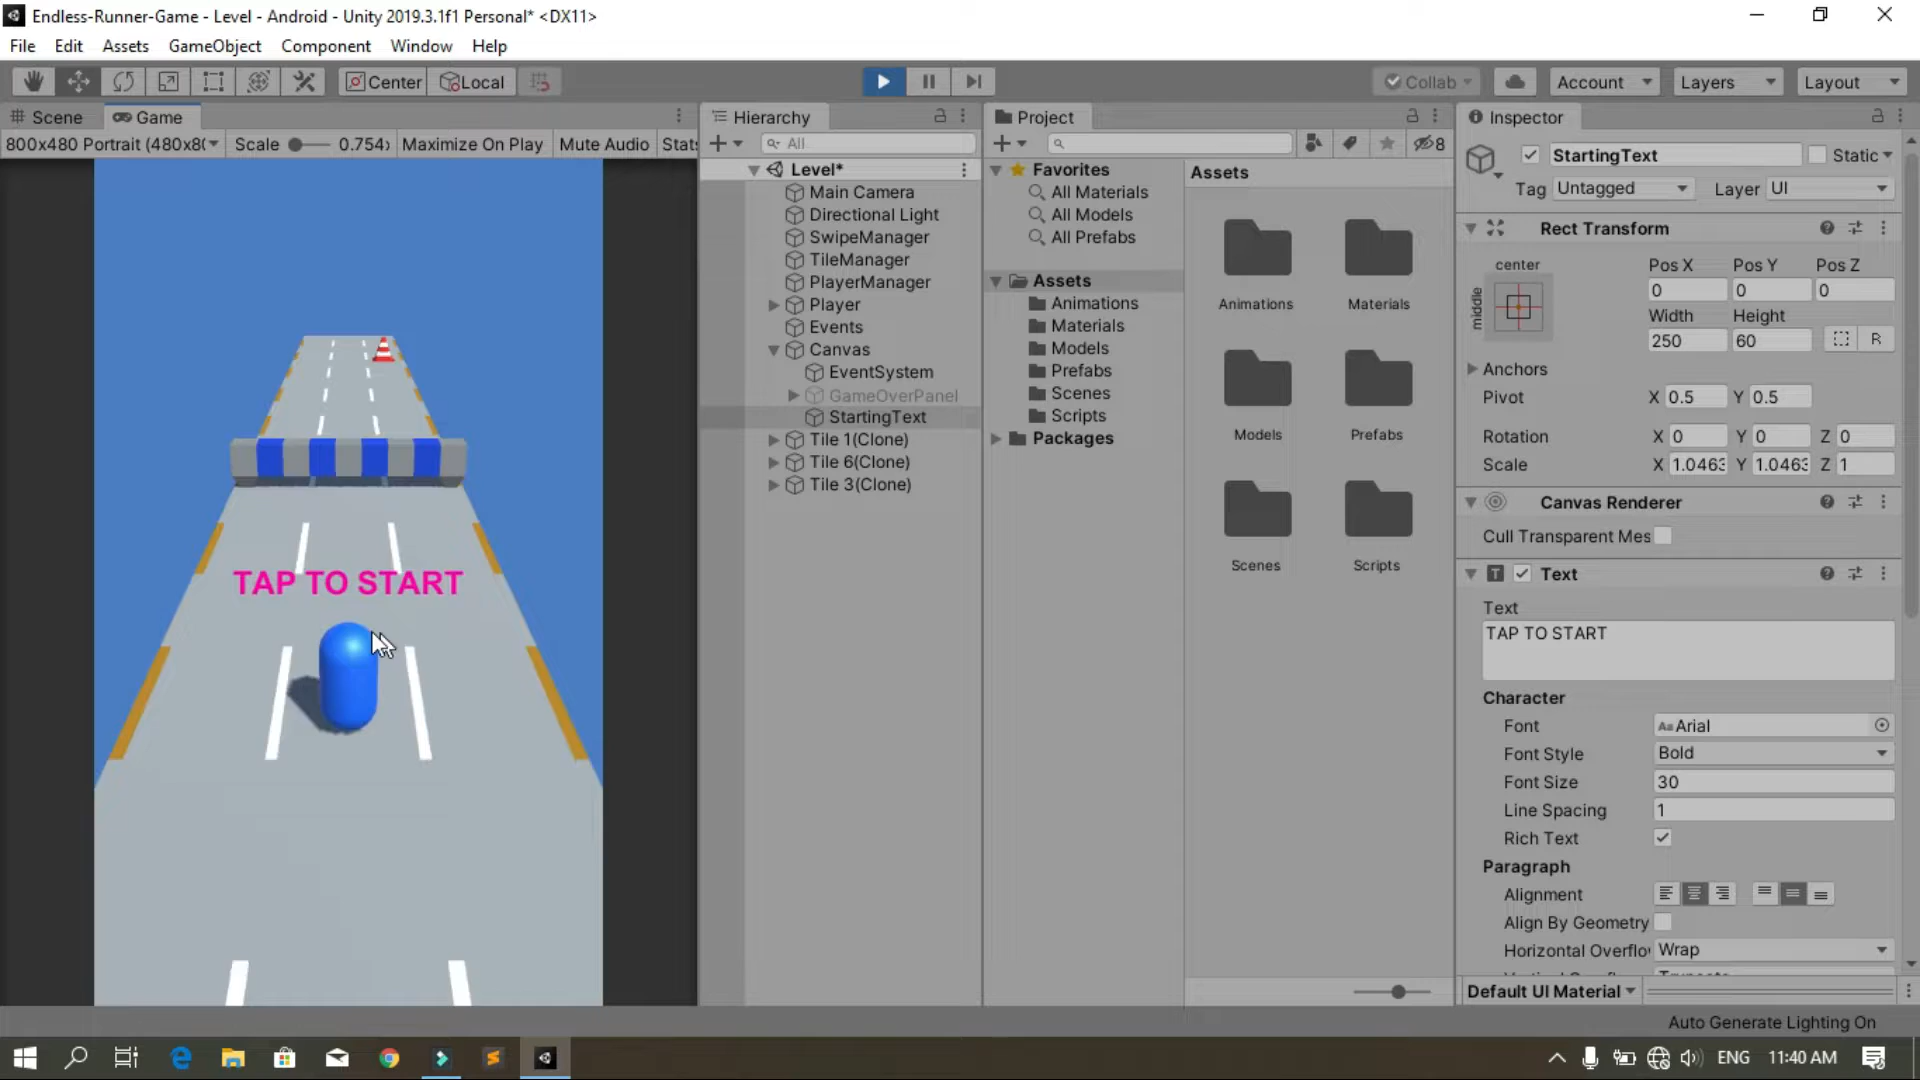 Endless-Runner-Game - Level - Android - Unity 2019.3.1f1 Personal* <DX11>
File Edit Assets GameObject Component Window Help
Center Local Collab Account Layers Layout
Scene Game
800x480 Portrait (480x8( Scale 0.754x Maximize On Play Mute Audio Stats
Hierarchy
All
Level*
Main Camera
Directional Light
SwipeManager
TileManager
PlayerManager
Player
Events
Canvas
EventSystem
GameOverPanel
StartingText
Tile 1(Clone)
Tile 6(Clone)
Tile 3(Clone)
Project
8
Favorites
All Materials
All Models
All Prefabs
Assets
Animations
Materials
Models
Prefabs
Scenes
Scripts
Packages
Assets
Animations Materials
Models Prefabs
Scenes Scripts
TAP TO START
Inspector
StartingText Static
Tag Untagged Layer UI
Rect Transform
center
middle
Pos X Pos Y Pos Z
0 0 0
Width Height
250 60 R
Anchors
Pivot X 0.5 Y 0.5
Rotation X 0 Y 0 Z 0
Scale X 1.0463 Y 1.0463 Z 1
Canvas Renderer
Cull Transparent Mes
T Text
Text
TAP TO START
Character
Font Aa Arial
Font Style Bold
Font Size 30
Line Spacing 1
Rich Text
Paragraph
Alignment
Align By Geometry
Horizontal Overflo Wrap
Default UI Material
Auto Generate Lighting On
ENG 11:40 AM